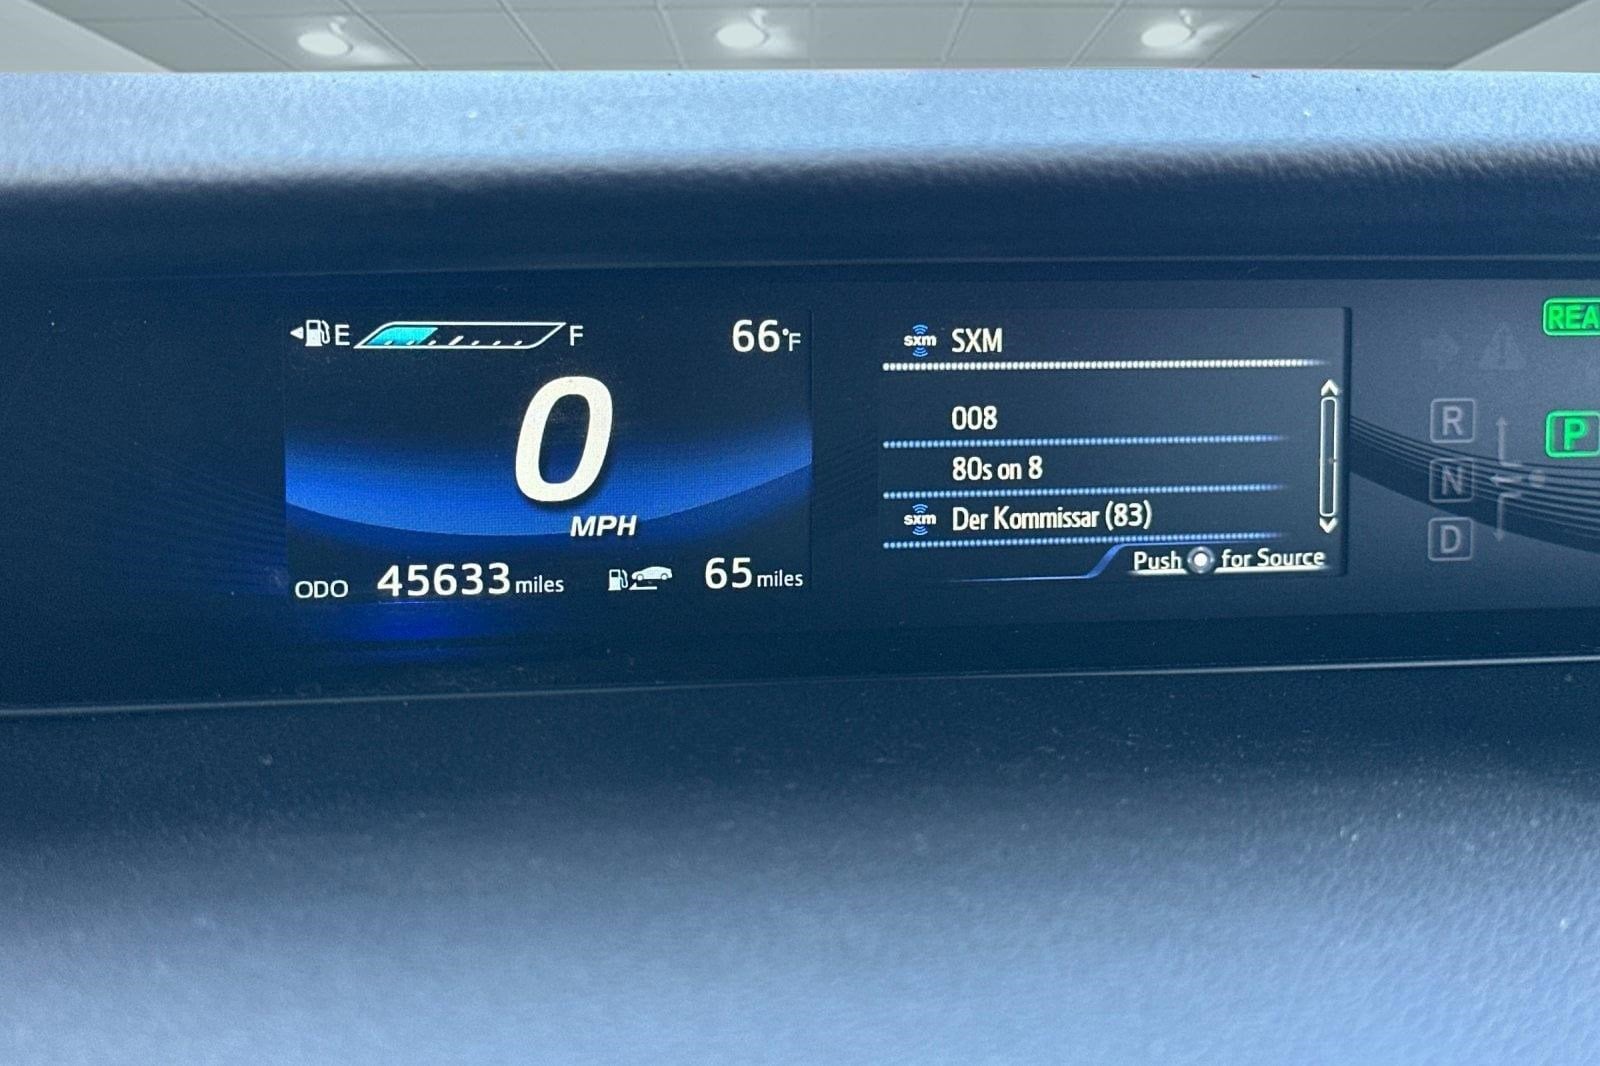 E F 66°F
0
MPH
ODO 45633 miles 65 miles
sxm SXM
008
80s on 8
sxm Der Kommissar (83)
Push for Source
REA
R
P
N
D